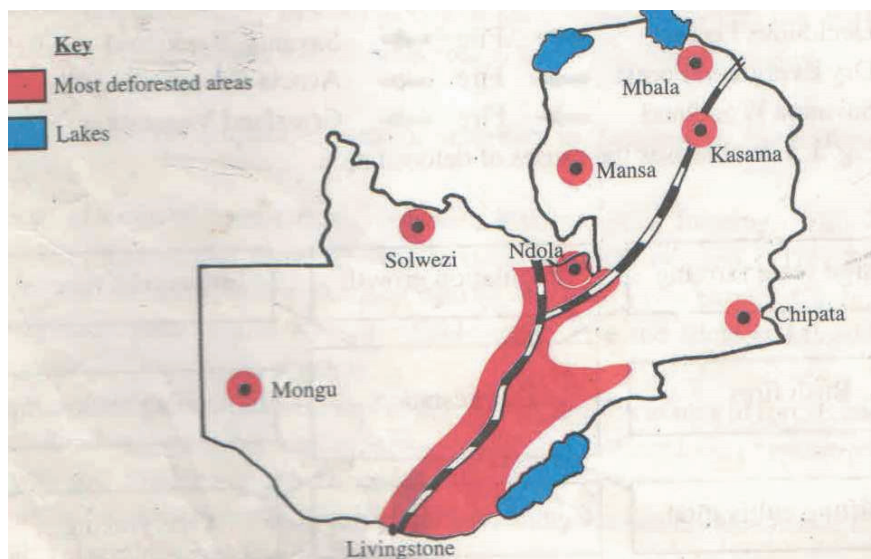 Key
Most deforested areas
Lakes
Mbala
Kasama
Mansa
Solwezi
Ndola
Chipata
Mongu
Livingstone